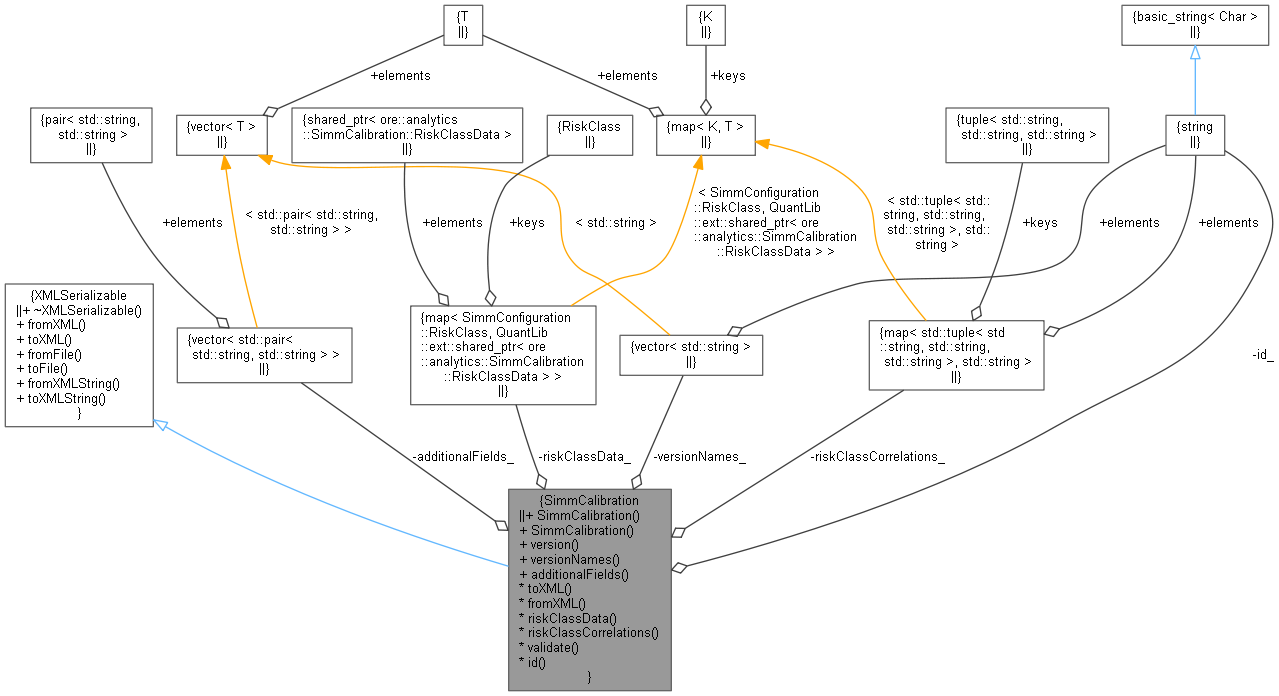 {T
||}
{K
||}
{basic_string< Char >
||}
+elements
+elements
+keys
{pair< std::string,
std::string >
||}
{vector< T >
||}
{shared_ptr< ore::analytics
::SimmCalibration::RiskClassData >
||}
{RiskClass
||}
{map< K, T >
||}
{tuple< std::string,
std::string, std::string >
||}
{string
||}
+elements
< std::pair< std::string,
std::string > >
+elements
+keys
< std::string >
< SimmConfiguration
::RiskClass, QuantLib
::ext::shared_ptr< ore
::analytics::SimmCalibration
::RiskClassData > >
< std::tuple< std::
string, std::string,
std::string >, std::
string >
+keys
+elements
+elements
{XMLSerializable
||+ ~XMLSerializable()
+ fromXML()
+ toXML()
+ fromFile()
+ toFile()
+ fromXMLString()
+ toXMLString()
}
{vector< std::pair<
std::string, std::string > >
||}
{map< SimmConfiguration
::RiskClass, QuantLib
::ext::shared_ptr< ore
::analytics::SimmCalibration
::RiskClassData > >
||}
{vector< std::string >
||}
{map< std::tuple< std
::string, std::string,
std::string >, std::string >
||}
-id_
-additionalFields_
-riskClassData_
-versionNames_
-riskClassCorrelations_
{SimmCalibration
||+ SimmCalibration()
+ SimmCalibration()
+ version()
+ versionNames()
+ additionalFields()
* toXML()
* fromXML()
* riskClassData()
* riskClassCorrelations()
* validate()
* id()
}